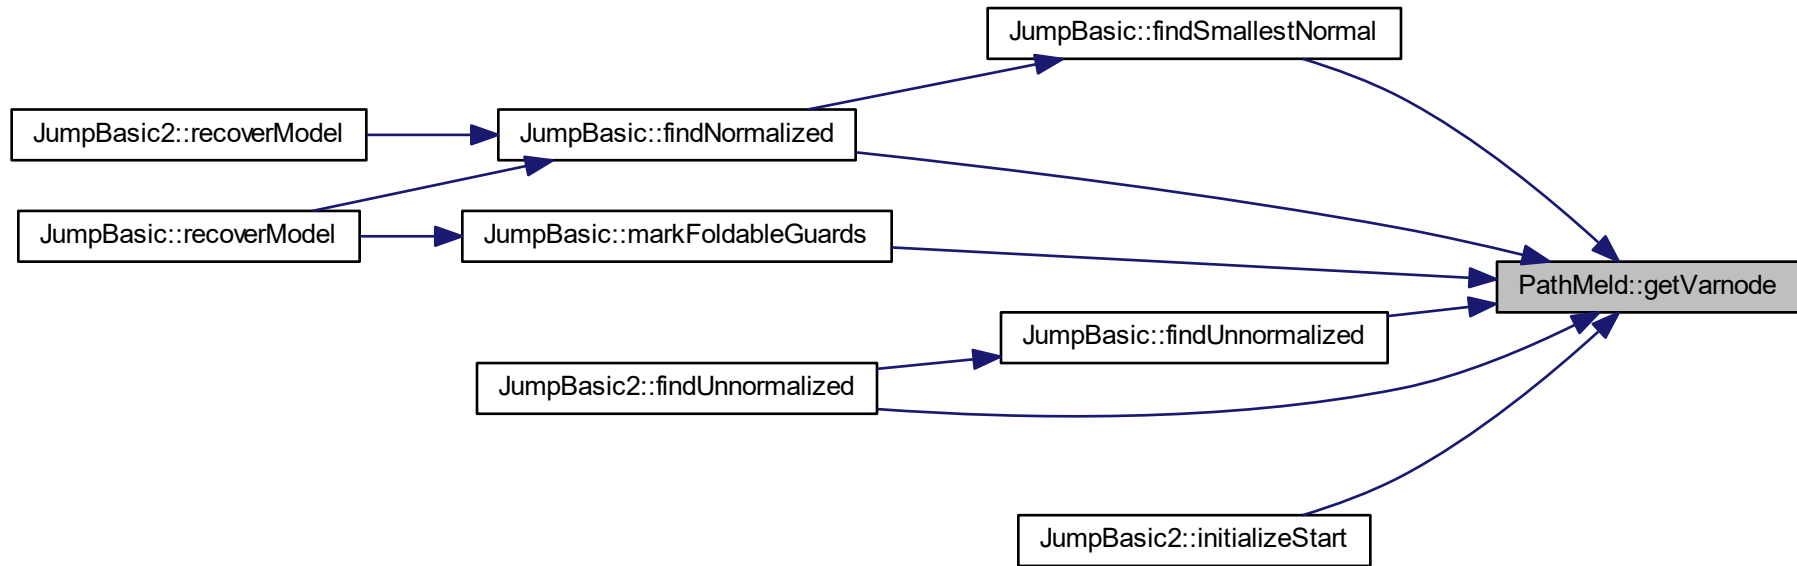 JumpBasic::findSmallestNormal
JumpBasic2::recoverModel
JumpBasic::findNormalized
JumpBasic::recoverModel
JumpBasic::markFoldableGuards
PathMeld::getVarnode
JumpBasic::findUnnormalized
JumpBasic2::findUnnormalized
JumpBasic2::initializeStart